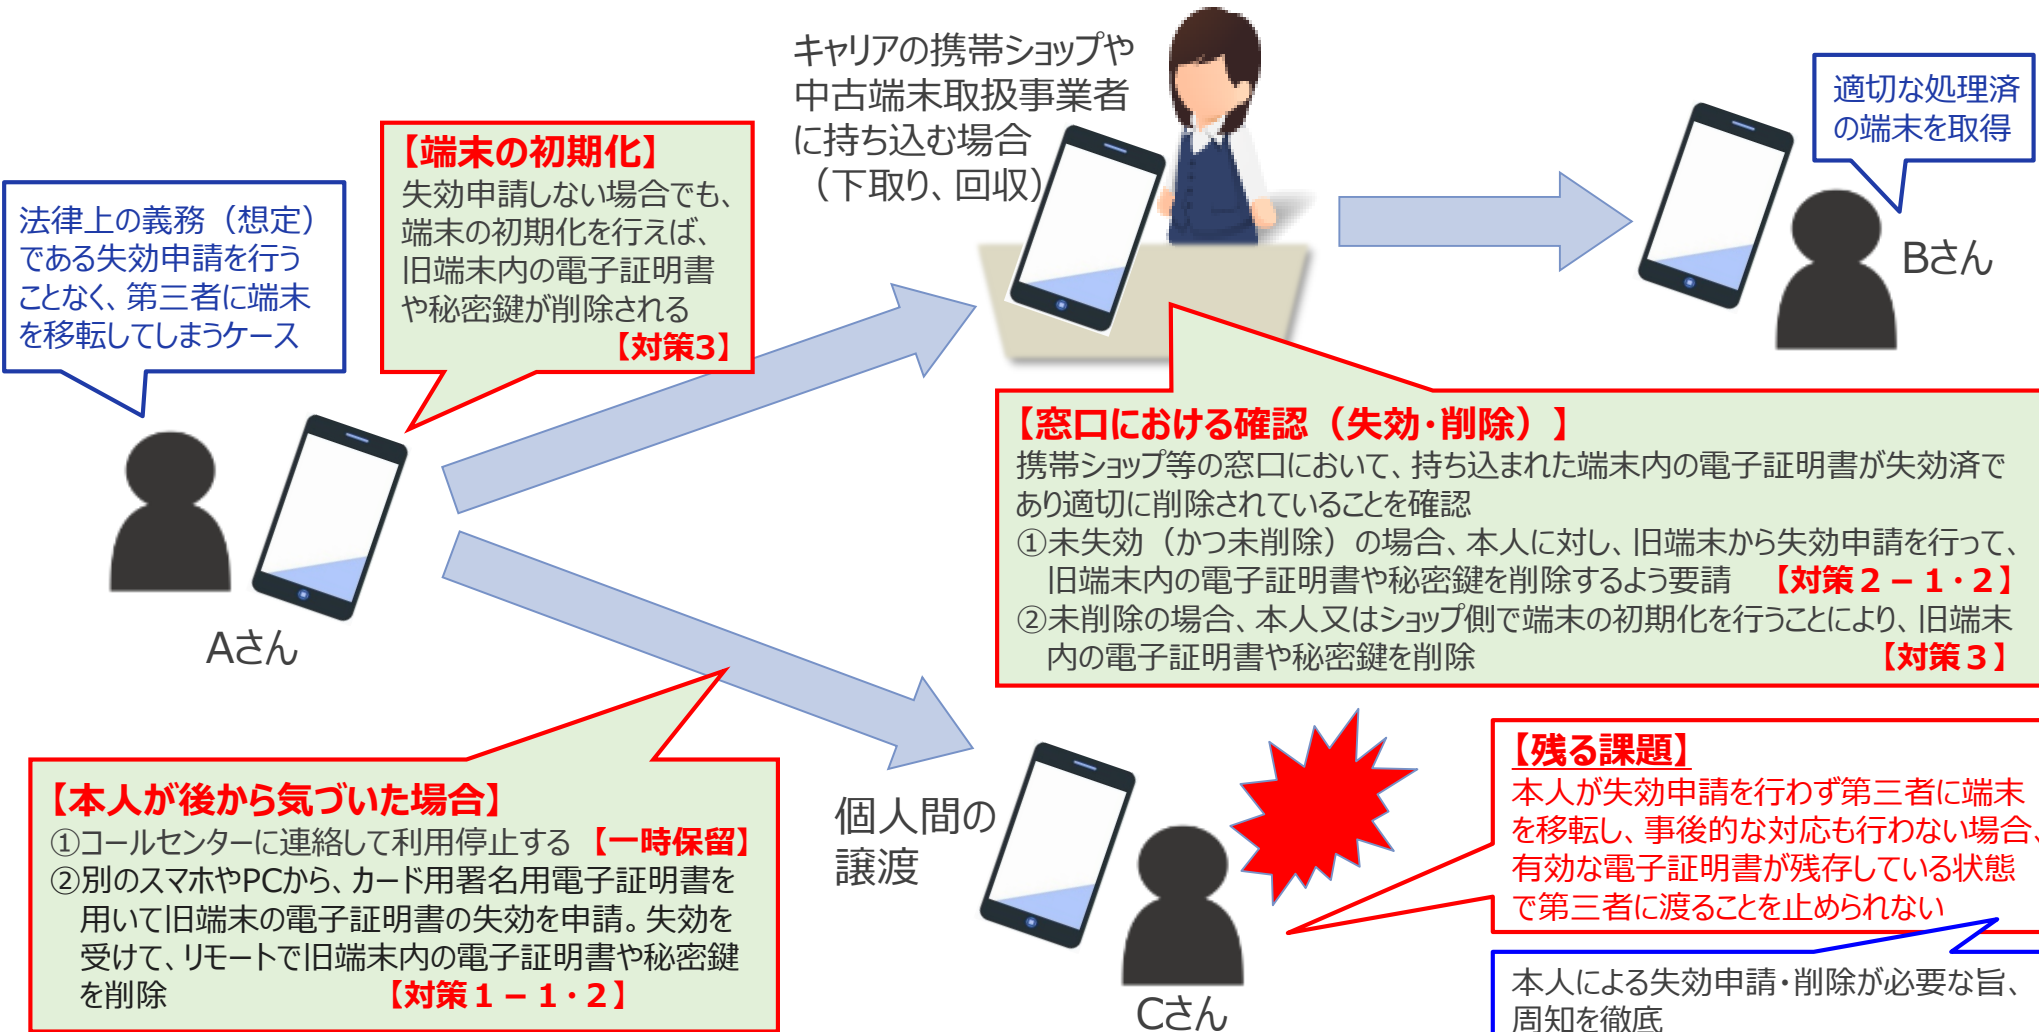 キャリアの携帯ショップや
中古端末取扱事業者
に持ち込む場合
（下取り、回収）
適切な処理済
の端末を取得
Bさん
【端末の初期化】
失効申請しない場合でも、
端末の初期化を行えば、
旧端末内の電子証明書
や秘密鍵が削除される
【対策3】
法律上の義務（想定）
である失効申請を行う
ことなく、第三者に端末
を移転してしまうケース
Aさん
【窓口における確認（失効・削除）】
携帯ショップ等の窓口において、持ち込まれた端末内の電子証明書が失効済で
あり適切に削除されていることを確認
①未失効（かつ未削除）の場合、本人に対し、旧端末から失効申請を行って、
旧端末内の電子証明書や秘密鍵を削除するよう要請 【対策２－１・２】
②未削除の場合、本人又はショップ側で端末の初期化を行うことにより、旧端末
内の電子証明書や秘密鍵を削除 【対策３】
【本人が後から気づいた場合】
①コールセンターに連絡して利用停止する【一時保留】
②別のスマホやPCから、カード用署名用電子証明書を
用いて旧端末の電子証明書の失効を申請。失効を
受けて、リモートで旧端末内の電子証明書や秘密鍵
を削除 【対策１－１・２】
個人間の
譲渡
Cさん
【残る課題】
本人が失効申請を行わず第三者に端末
を移転し、事後的な対応も行わない場合、
有効な電子証明書が残存している状態
で第三者に渡ることを止められない
本人による失効申請・削除が必要な旨、
周知を徹底